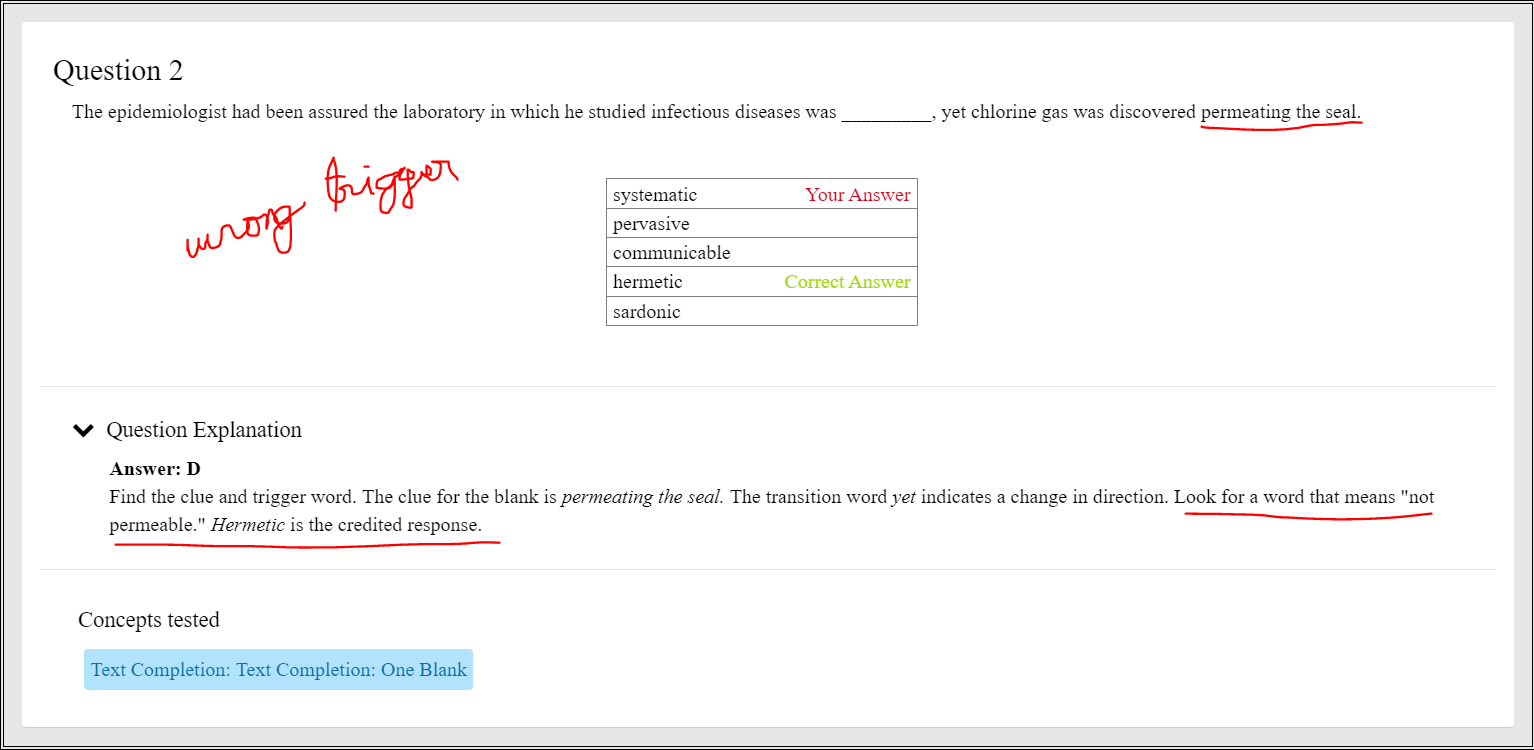 Question 2
The epidemiologist had been assured the laboratory in which he studied infectious diseases was _________, yet chlorine gas was discovered permeating the seal.
wrong trigger
systematic Your Answer
pervasive
communicable
hermetic Correct Answer
sardonic
Question Explanation
Answer: D
Find the clue and trigger word. The clue for the blank is permeating the seal. The transition word yet indicates a change in direction. Look for a word that means "not
permeable." Hermetic is the credited response.
Concepts tested
Text Completion: Text Completion: One Blank